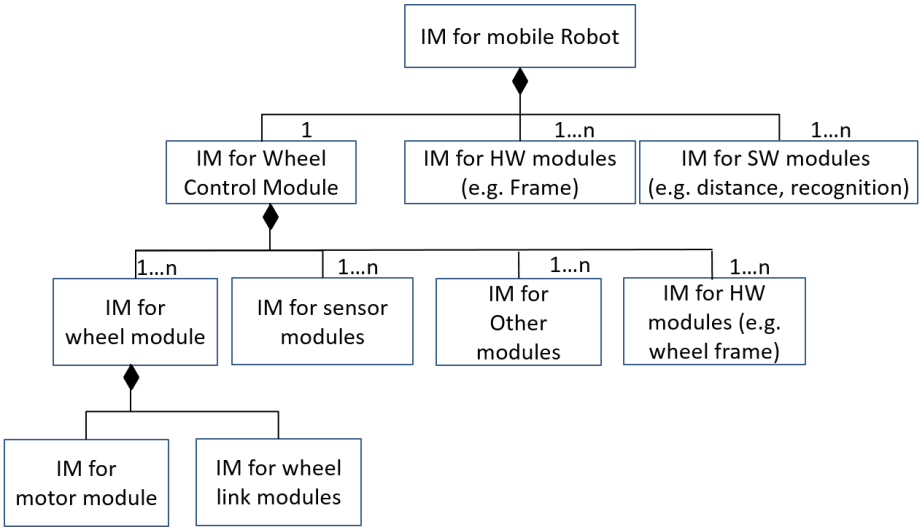 IM for mobile Robot
1
1...n
1...n
IM for Wheel
Control Module
IM for HW modules
(e.g. Frame)
IM for SW modules
(e.g. distance, recognition)
1...n
1...n
1...n
1...n
IM for
wheel module
IM for sensor
modules
IM for
Other
modules
IM for HW
modules (e.g.
wheel frame)
IM for
motor module
IM for wheel
link modules